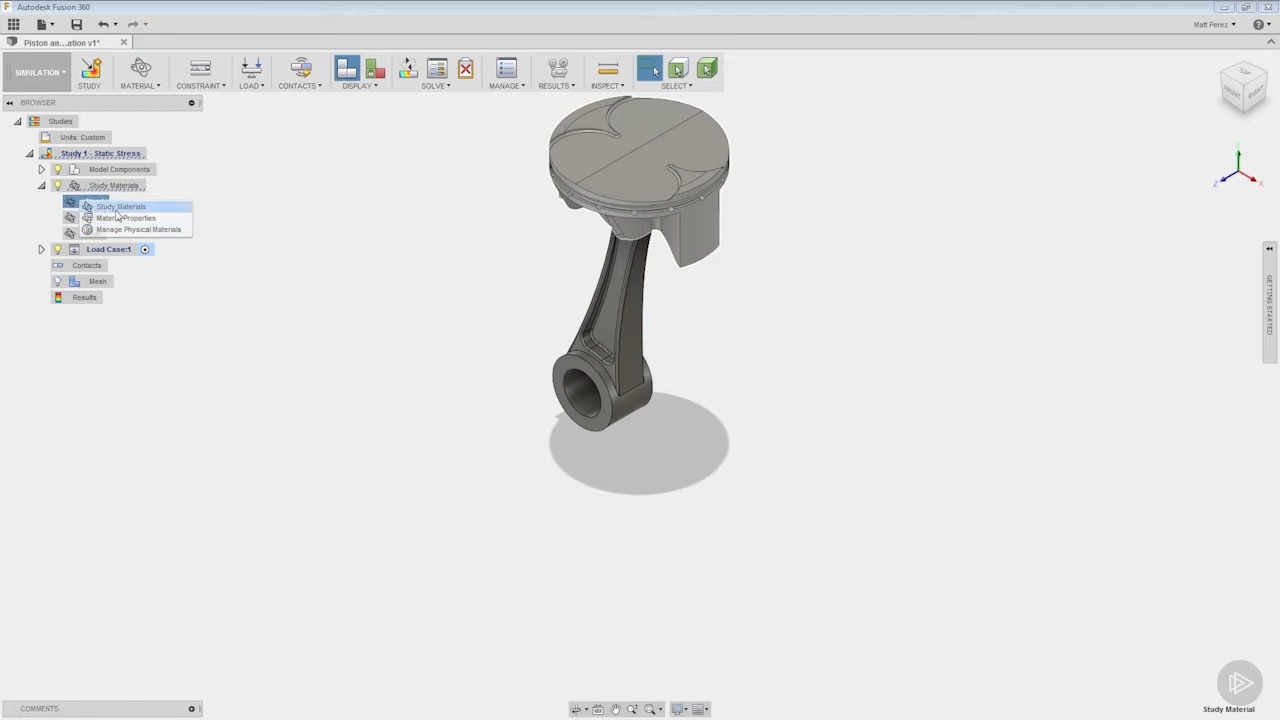 Autodesk Fusion 360
Matt Perez
Piston an...ation v1*
SIMULATION
STUDY
MATERIAL
CONSTRAINT
LOAD
CONTACTS
DISPLAY
SOLVE
MANAGE
RESULTS
INSPECT
SELECT
BROWSER
Studies
Units: Custom
Study 1 - Static Stress
Model Components
Study Materials
Study Materials
Material Properties
Manage Physical Materials
Load Case:1
Contacts
Mesh
Results
FRONT
RIGHT
Y
Z
X
GETTING STARTED
COMMENTS
Study Material